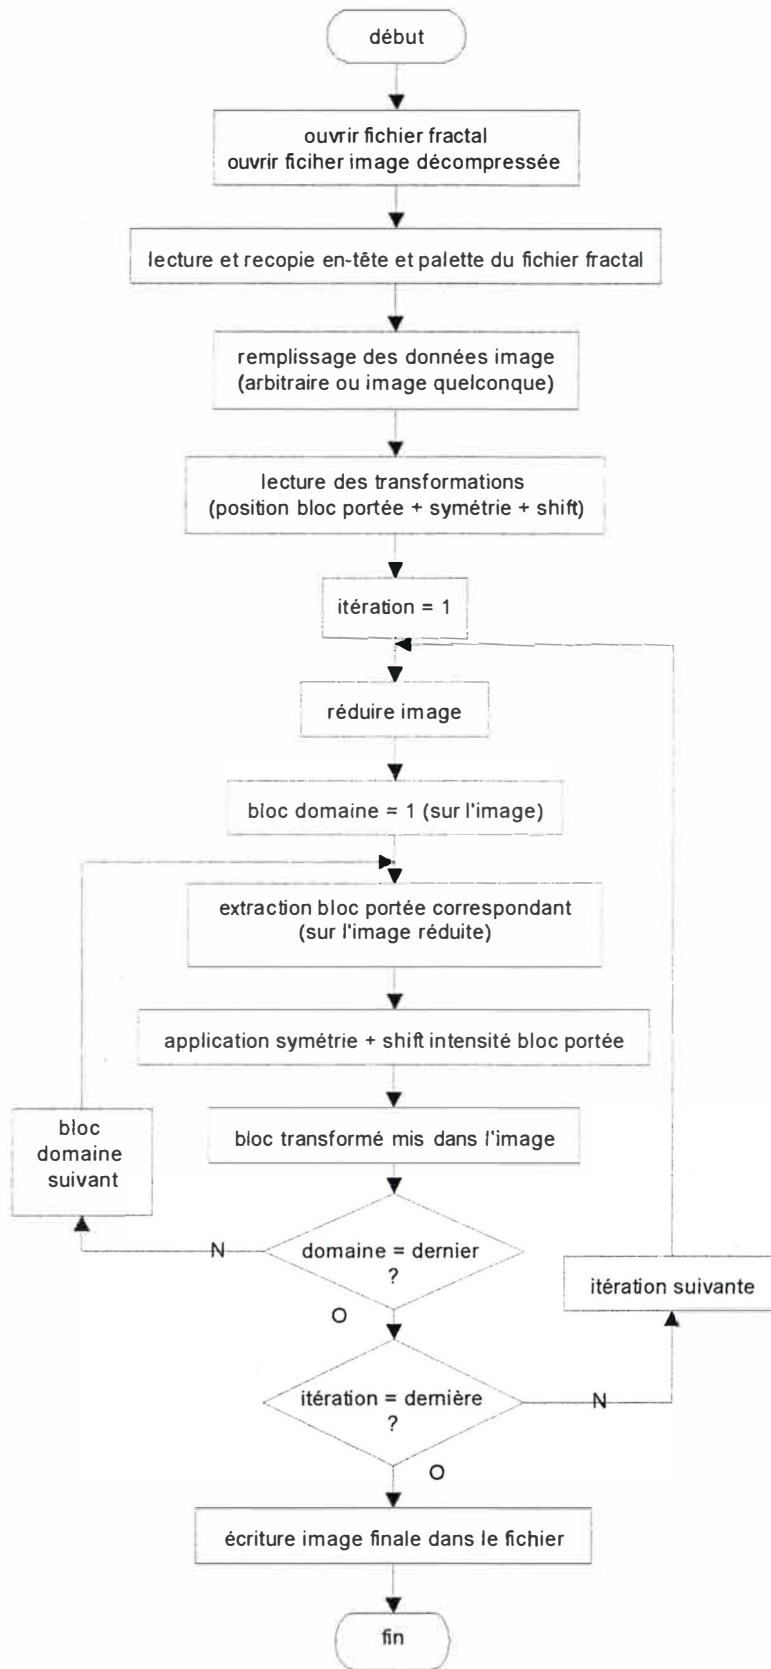 début
ouvrir fichier fractal
ouvrir ficiher image décompressée
lecture et recopie en-tête et palette du fichier fractal
remplissage des données image
(arbitraire ou image quelconque)
lecture des transformations
(position bloc portée + symétrie + shift)
itération = 1
réduire image
bloc domaine = 1 (sur l'image)
extraction bloc portée correspondant
(sur l'image réduite)
application symétrie + shift intensité bloc portée
bloc
domaine
suivant
bloc transformé mis dans l'image
N
domaine = dernier
?
itération suivante
O
itération = dernière
?
N
O
écriture image finale dans le fichier
fin